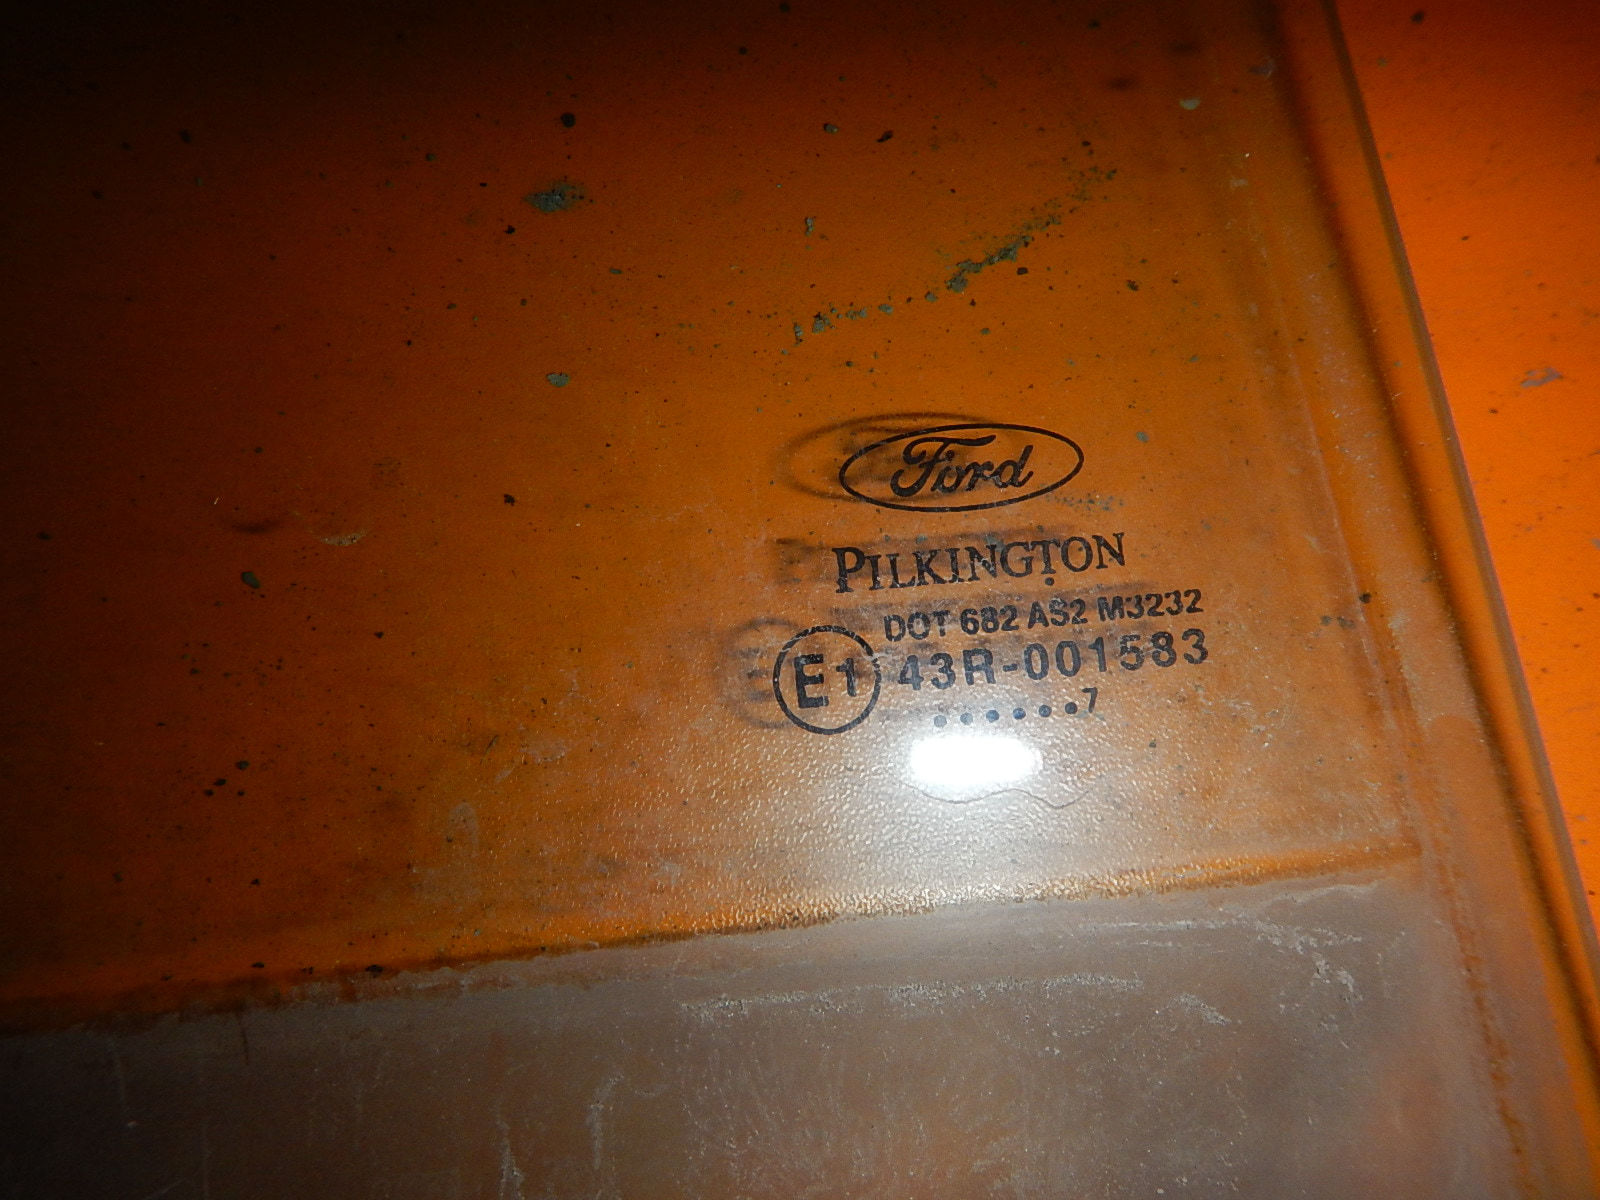 Ford
PILKINGTON
DOT 682 AS2 M3232
E1 43R-001583
......7